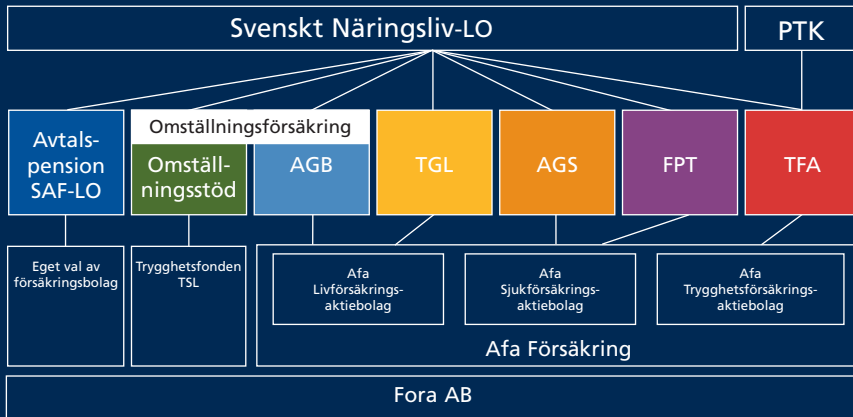 Svenskt Näringsliv-LO
PTK
Omställningsförsäkring
Avtals-
pension
SAF-LO
Omställ-
ningsstöd
AGB
TGL
AGS
FPT
TFA
Eget val av
försäkringsbolag
Trygghetsfonden
TSL
Afa
Livförsäkrings-
aktiebolag
Afa
Sjukförsäkrings-
aktiebolag
Afa
Trygghetsförsäkrings-
aktiebolag
Afa Försäkring
Fora AB